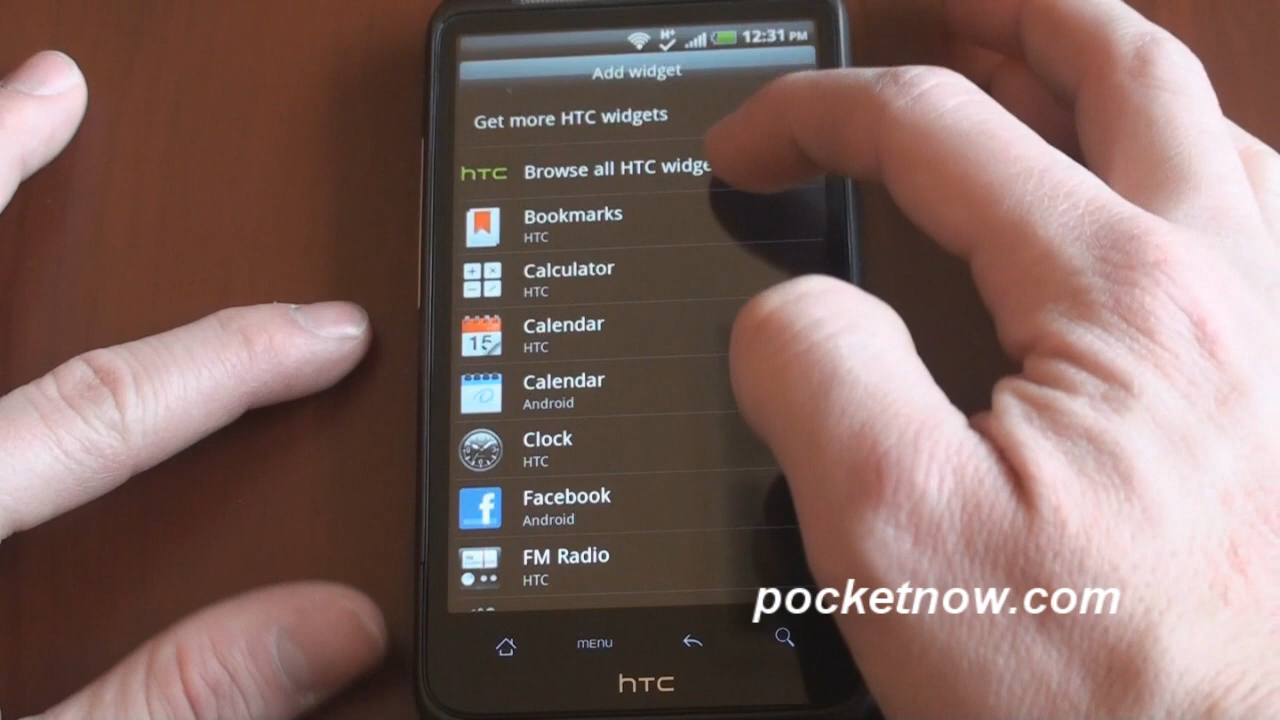 H+ 12:31 PM
Add widget
Get more HTC widgets
hTC Browse all HTC widge
Bookmarks
HTC
Calculator
HTC
15
Calendar
HTC
Calendar
Android
Clock
HTC
f
Facebook
Android
FM Radio
HTC
pocketnow.com
MENU
hTC